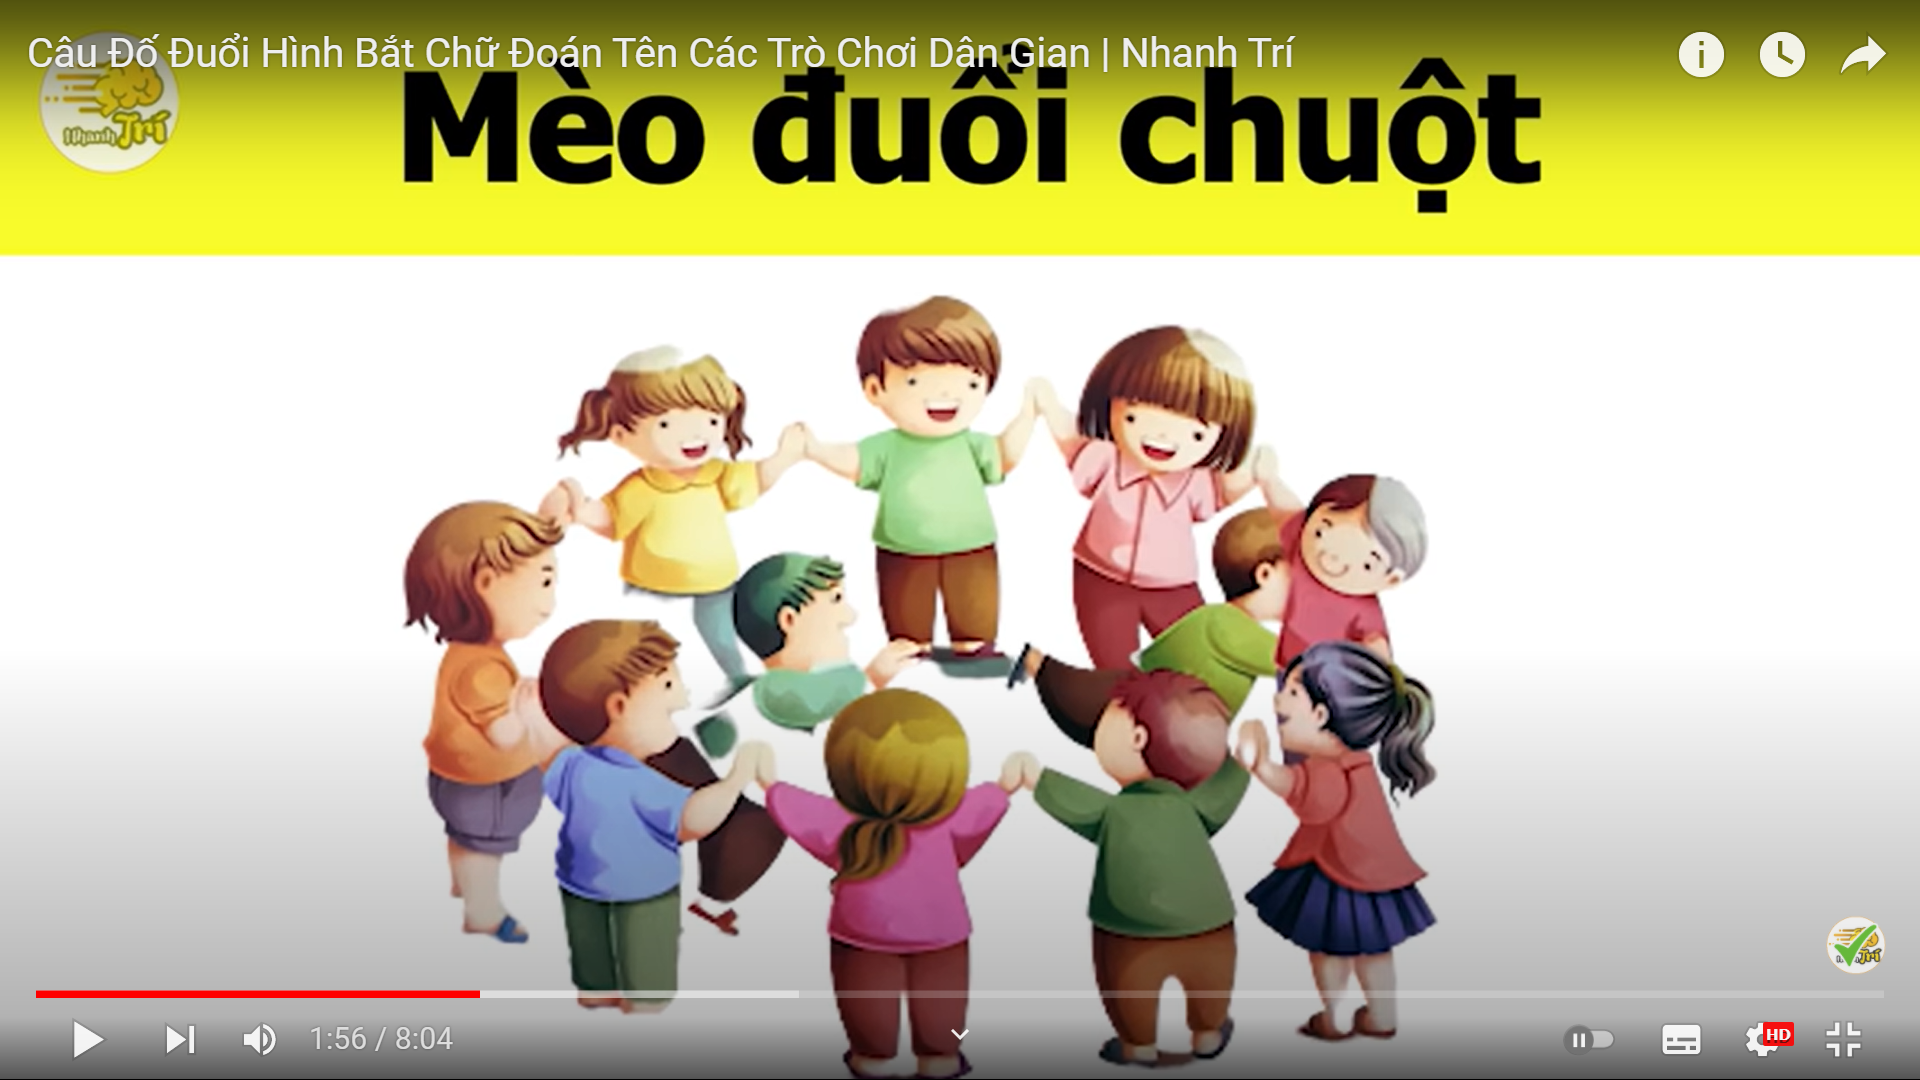 Câu Đố Đuổi Hình Bắt Chữ Đoán Tên Các Trò Chơi Dân Gian | Nhanh Trí
Nhanh Trí
Mèo đuổi chuột
Trí
1:56 / 8:04
HD